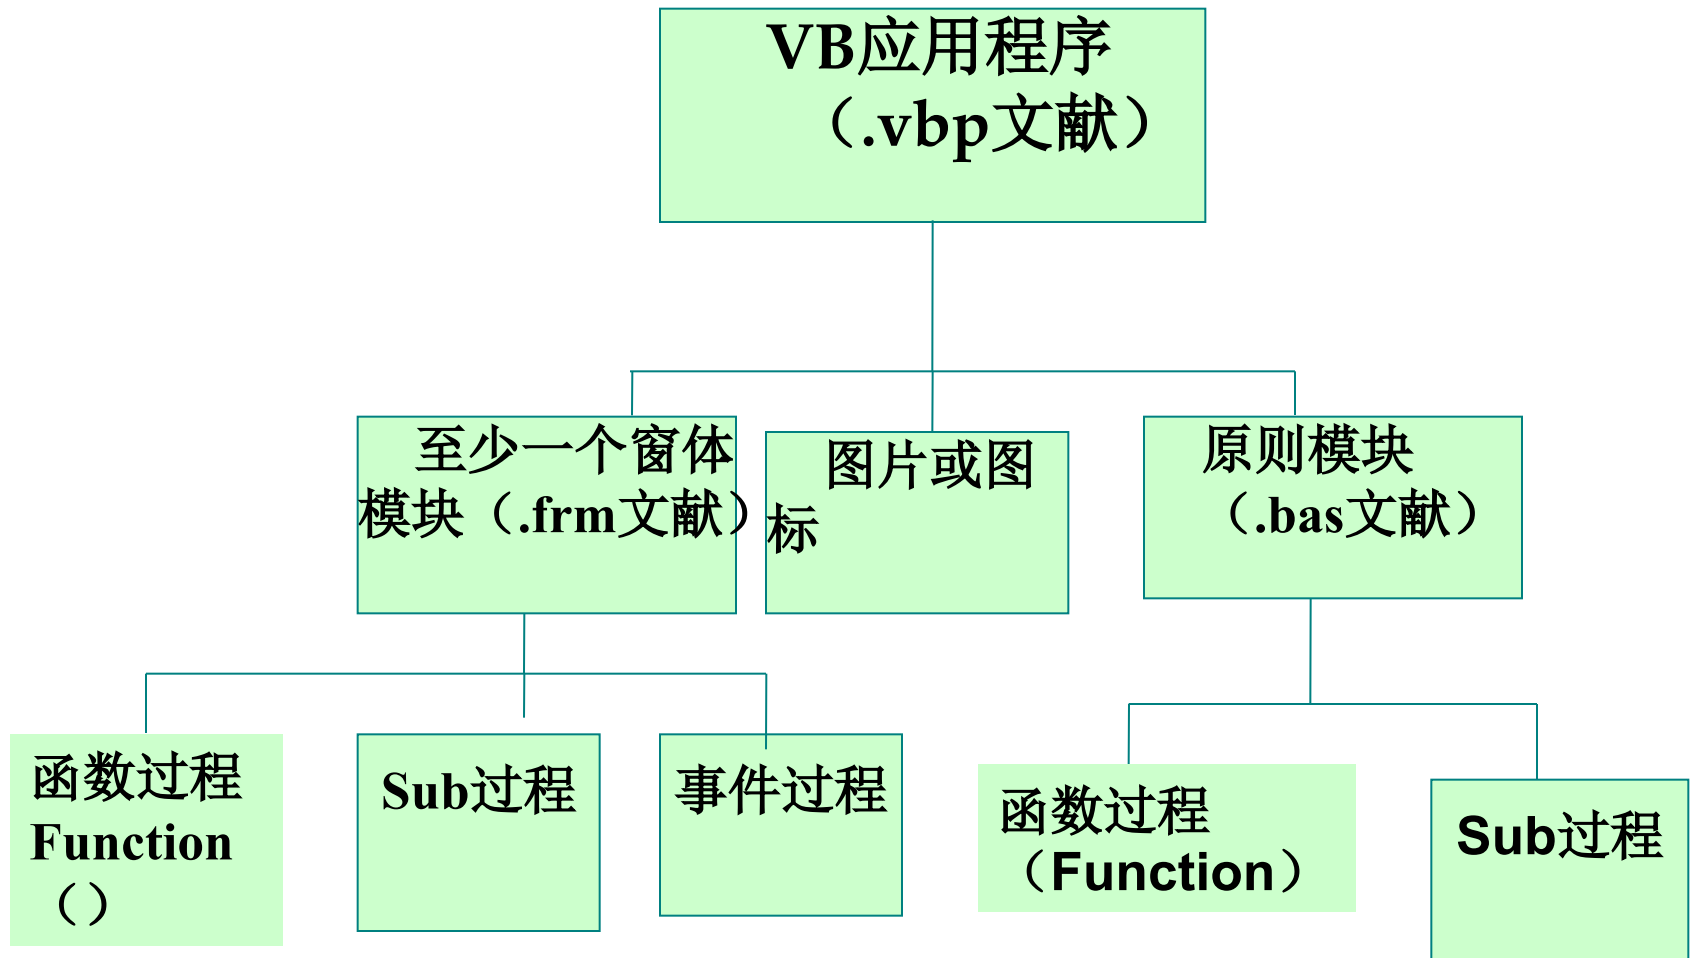 VB应用程序
（.vbp文献）
至少一个窗体
模块（.frm文献）
图片或图
标
原则模块
（.bas文献）
函数过程
Function
（）
Sub过程
事件过程
函数过程
（Function）
Sub过程